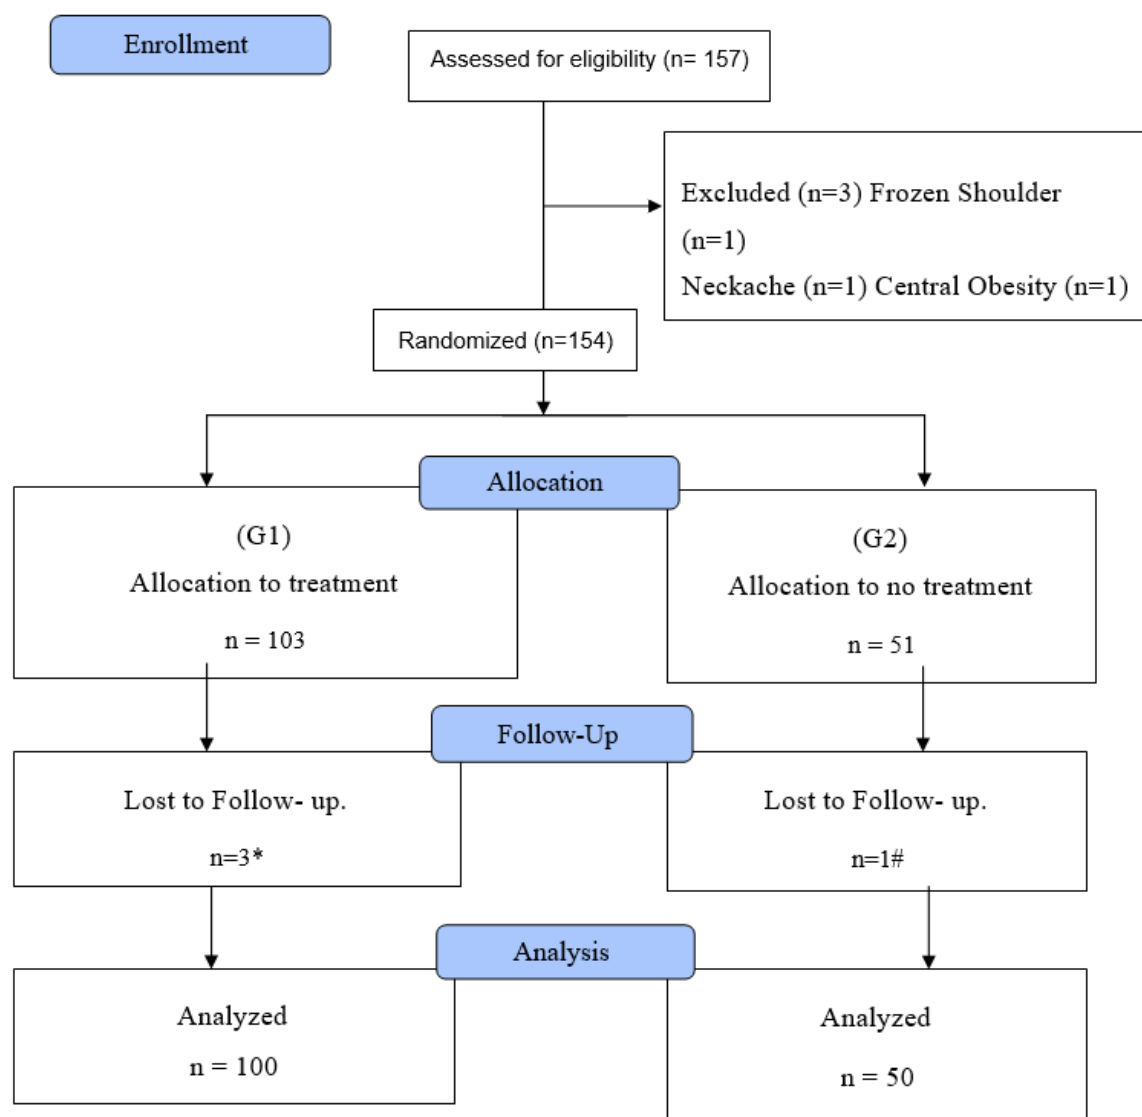 Enrollment
Assessed for eligibility (n= 157)
Excluded (n=3) Frozen Shoulder
(n=1)
Neckache (n=1) Central Obesity (n=1)
Randomized (n=154)
Allocation
(G1)
Allocation to treatment
n = 103
(G2)
Allocation to no treatment
n = 51
Follow-Up
Lost to Follow- up.
n=3*
Lost to Follow- up.
n=1#
Analysis
Analyzed
n = 100
Analyzed
n = 50